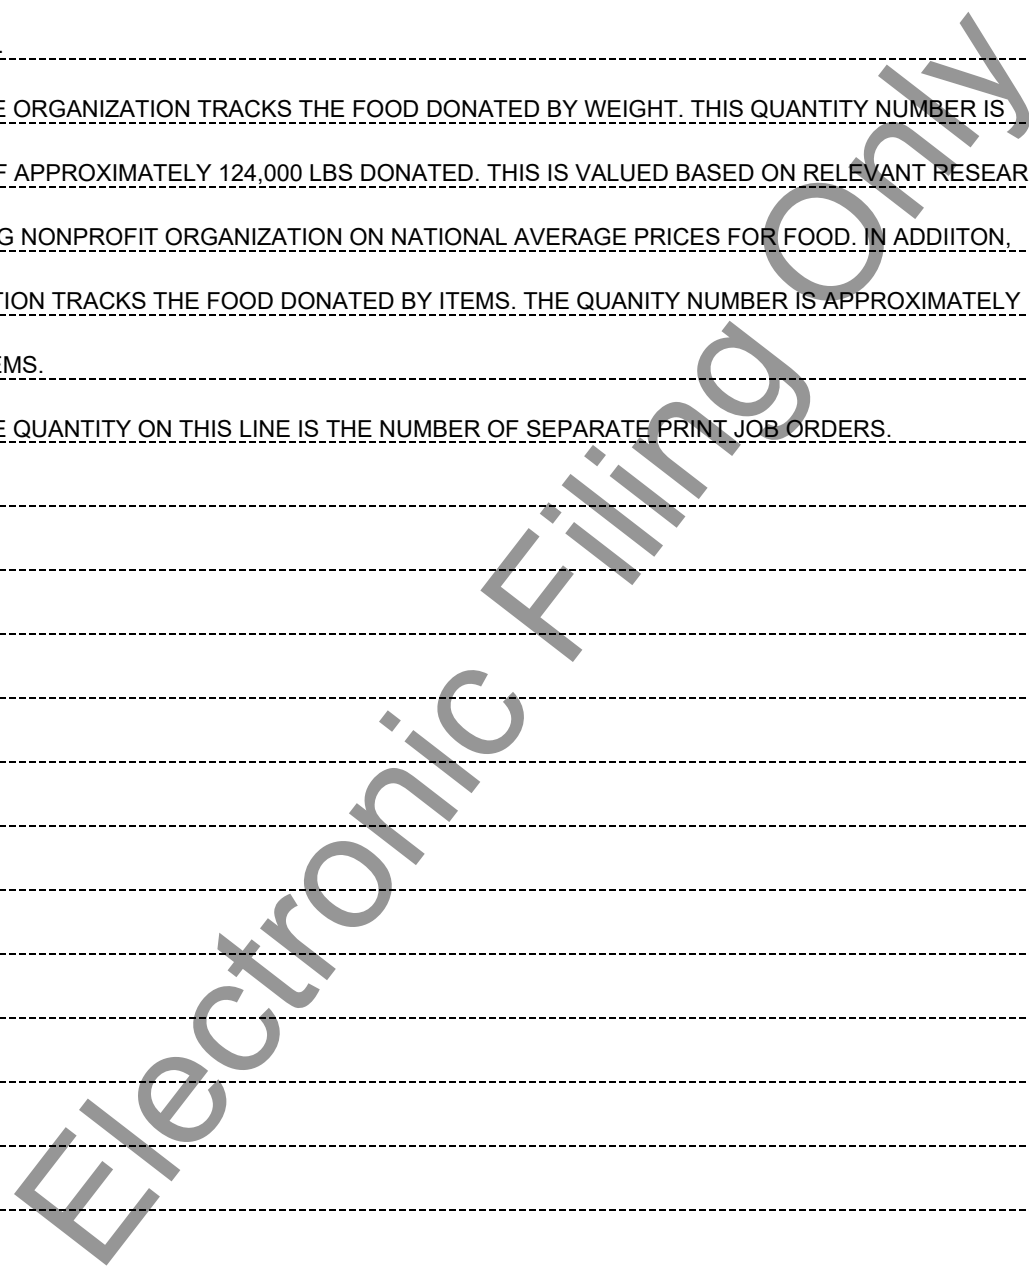 .
E ORGANIZATION TRACKS THE FOOD DONATED BY WEIGHT. THIS QUANTITY NUMBER IS
F APPROXIMATELY 124,000 LBS DONATED. THIS IS VALUED BASED ON RELEVANT RESEAR
G NONPROFIT ORGANIZATION ON NATIONAL AVERAGE PRICES FOR FOOD. IN ADDIITON,
TION TRACKS THE FOOD DONATED BY ITEMS. THE QUANITY NUMBER IS APPROXIMATELY
EMS.
E QUANTITY ON THIS LINE IS THE NUMBER OF SEPARATE PRINT JOB ORDERS.
Electronic Filing Only